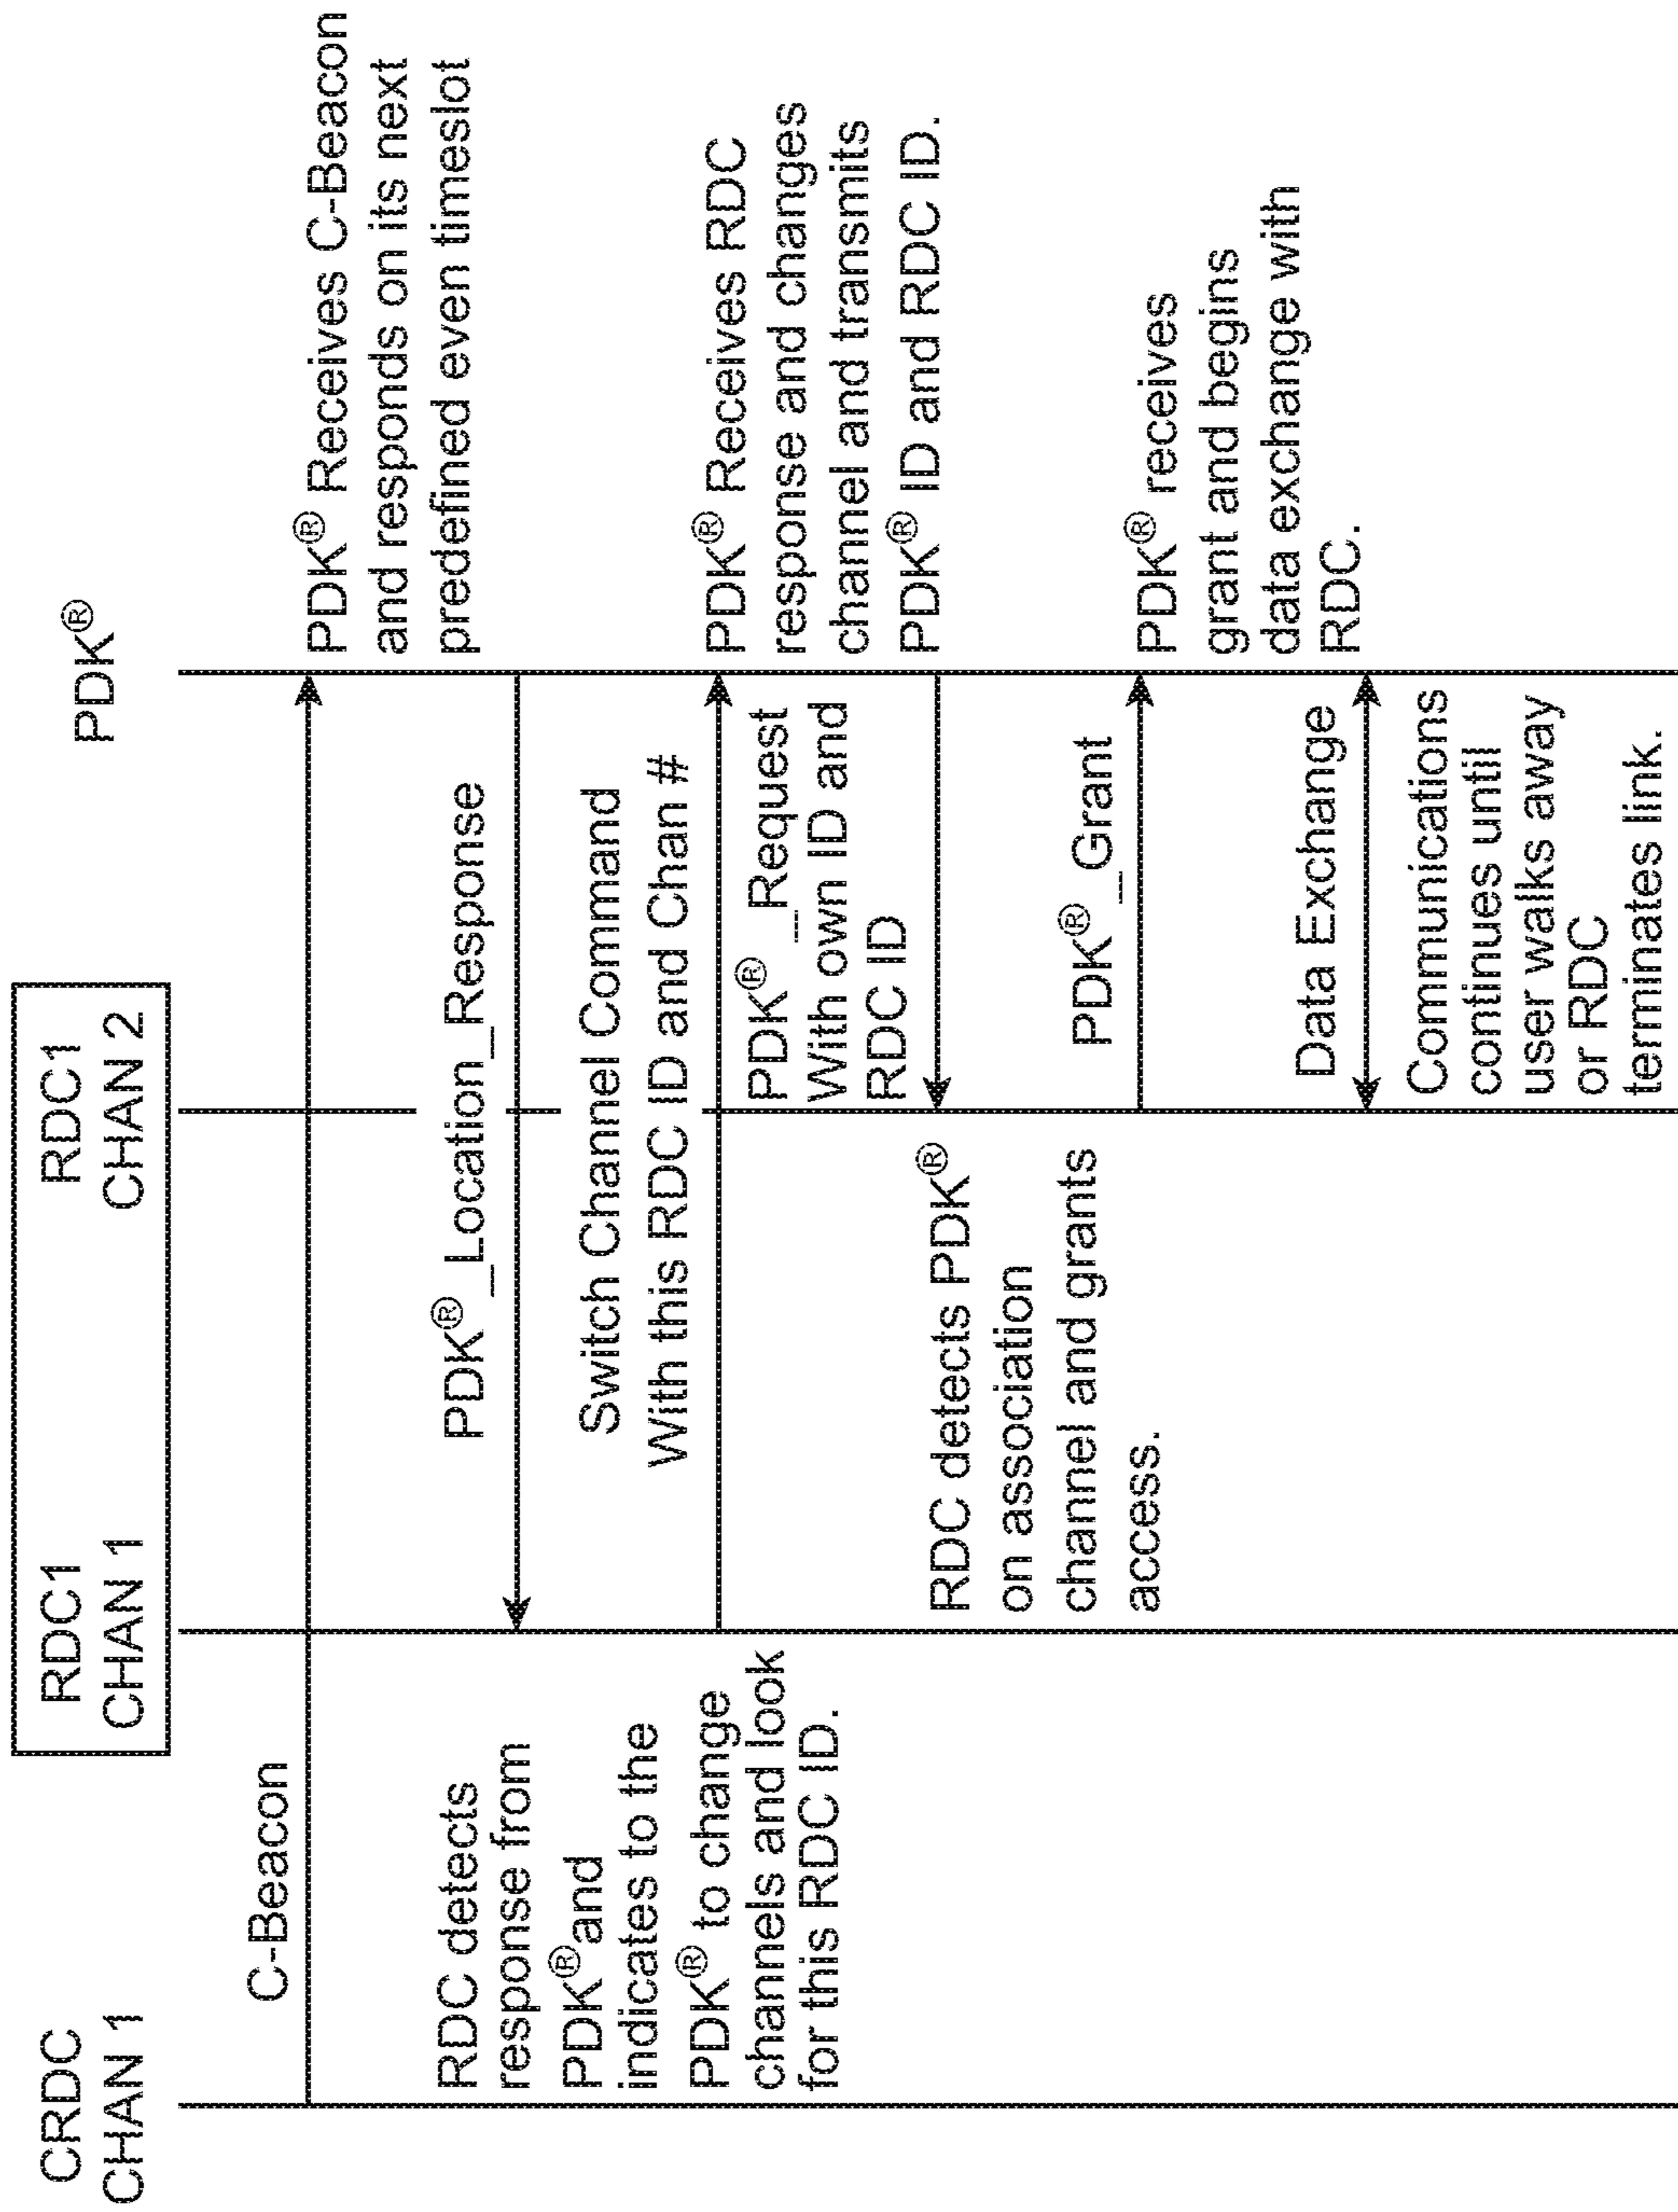 CRDC
CHAN 1
RDC1
CHAN 1
RDC1
CHAN 2
PDK®
C-Beacon
PDK® Receives C-Beacon
and responds on its next
predefined even timeslot
PDK®_Location_Response
RDC detects
response from
PDK® and
indicates to the
PDK® to change
channels and look
for this RDC ID.
Switch Channel Command
With this RDC ID and Chan #
PDK® Receives RDC
response and changes
channel and transmits
PDK® ID and RDC ID.
PDK®_Request
With own ID and
RDC ID
RDC detects PDK®
on association
channel and grants
access.
PDK®_Grant
PDK® receives
grant and begins
data exchange with
RDC.
Data Exchange
Communications
continues until
user walks away
or RDC
terminates link.